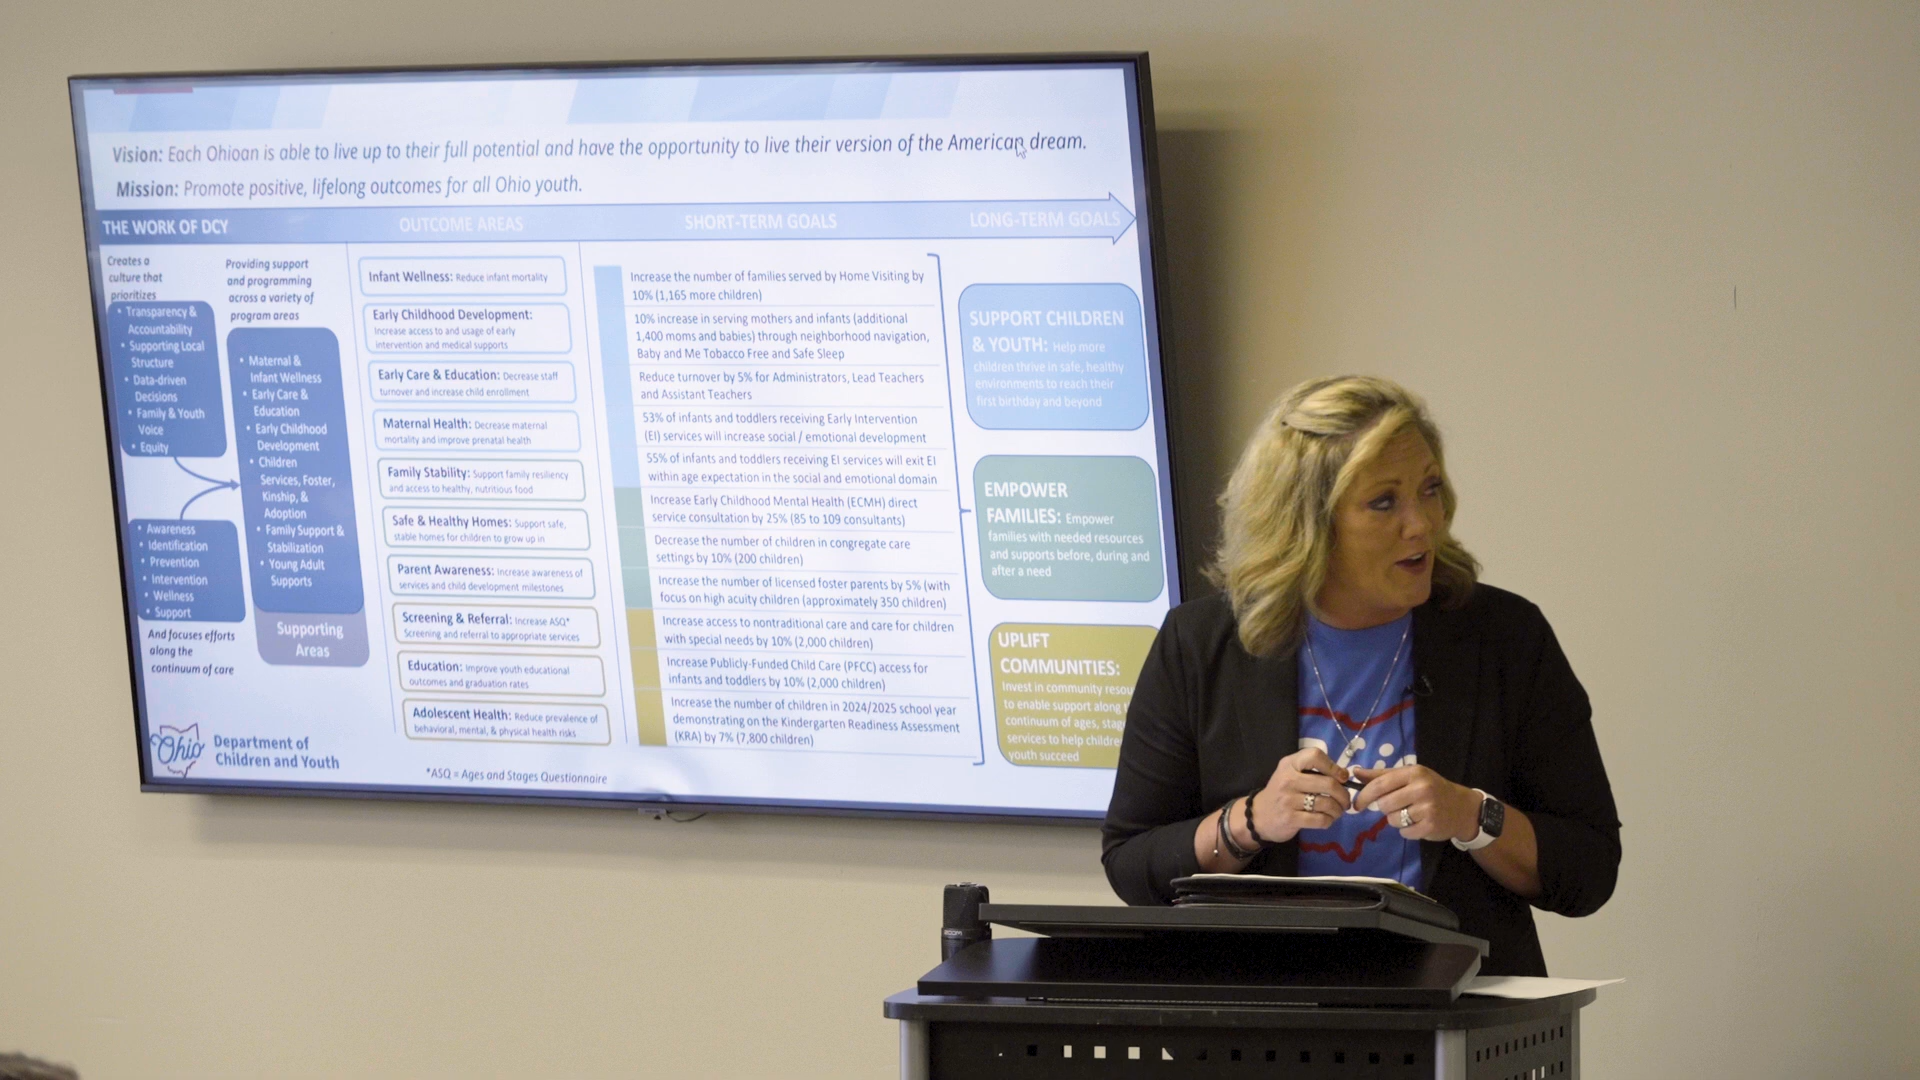 Vision: Each Ohioan is able to live up to their full potential and have the opportunity to live their version of the American dream.
Mission: Promote positive, lifelong outcomes for all Ohio youth.
THE WORK OF DCY
OUTCOME AREAS
SHORT-TERM GOALS
LONG-TERM GOALS
Creates a
culture that
prioritizes
• Transparency &
Accountability
• Supporting Local
Structure
• Data-driven
Decisions
• Family & Youth
Voice
• Equity
• Awareness
• Identification
• Prevention
• Intervention
• Wellness
• Support
And focuses efforts
along the
continuum of care
Providing support
and programming
across a variety of
program areas
• Maternal &
Infant Wellness
• Early Care &
Education
• Early Childhood
Development
• Children
Services, Foster,
Kinship, &
Adoption
• Family Support &
Stabilization
• Young Adult
Supports
Supporting
Areas
Infant Wellness: Reduce infant mortality
Early Childhood Development:
Increase access to and usage of early
intervention and medical supports
Early Care & Education: Decrease staff
turnover and increase child enrollment
Maternal Health: Decrease maternal
mortality and improve prenatal health
Family Stability: Support family resiliency
and access to healthy, nutritious food
Safe & Healthy Homes: Support safe,
stable homes for children to grow up in
Parent Awareness: Increase awareness of
services and child development milestones
Screening & Referral: Increase ASQ*
Screening and referral to appropriate services
Education: Improve youth educational
outcomes and graduation rates
Adolescent Health: Reduce prevalence of
behavioral, mental, & physical health risks
Increase the number of families served by Home Visiting by
10% (1,165 more children)
10% increase in serving mothers and infants (additional
1,400 moms and babies) through neighborhood navigation,
Baby and Me Tobacco Free and Safe Sleep
Reduce turnover by 5% for Administrators, Lead Teachers
and Assistant Teachers
53% of infants and toddlers receiving Early Intervention
(EI) services will increase social / emotional development
55% of infants and toddlers receiving EI services will exit EI
within age expectation in the social and emotional domain
Increase Early Childhood Mental Health (ECMH) direct
service consultation by 25% (85 to 109 consultants)
Decrease the number of children in congregate care
settings by 10% (200 children)
Increase the number of licensed foster parents by 5% (with
focus on high acuity children (approximately 350 children)
Increase access to nontraditional care and care for children
with special needs by 10% (2,000 children)
Increase Publicly-Funded Child Care (PFCC) access for
infants and toddlers by 10% (2,000 children)
Increase the number of children in 2024/2025 school year
demonstrating on the Kindergarten Readiness Assessment
(KRA) by 7% (7,800 children)
SUPPORT CHILDREN
& YOUTH: Help more
children thrive in safe, healthy
environments to reach their
first birthday and beyond
EMPOWER
FAMILIES: Empower
families with needed resources
and supports before, during and
after a need
UPLIFT
COMMUNITIES:
Invest in community resou
to enable support along
continuum of ages, stag
services to help childre
youth succeed
Ohio
Department of
Children and Youth
*ASQ = Ages and Stages Questionnaire
zoom